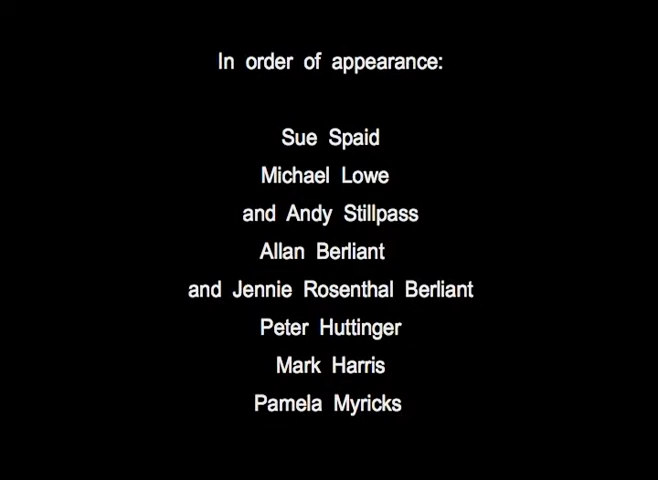 In order of appearance:
Sue Spaid
Michael Lowe
and Andy Stillpass
Allan Berliant
and Jennie Rosenthal Berliant
Peter Huttinger
Mark Harris
Pamela Myricks